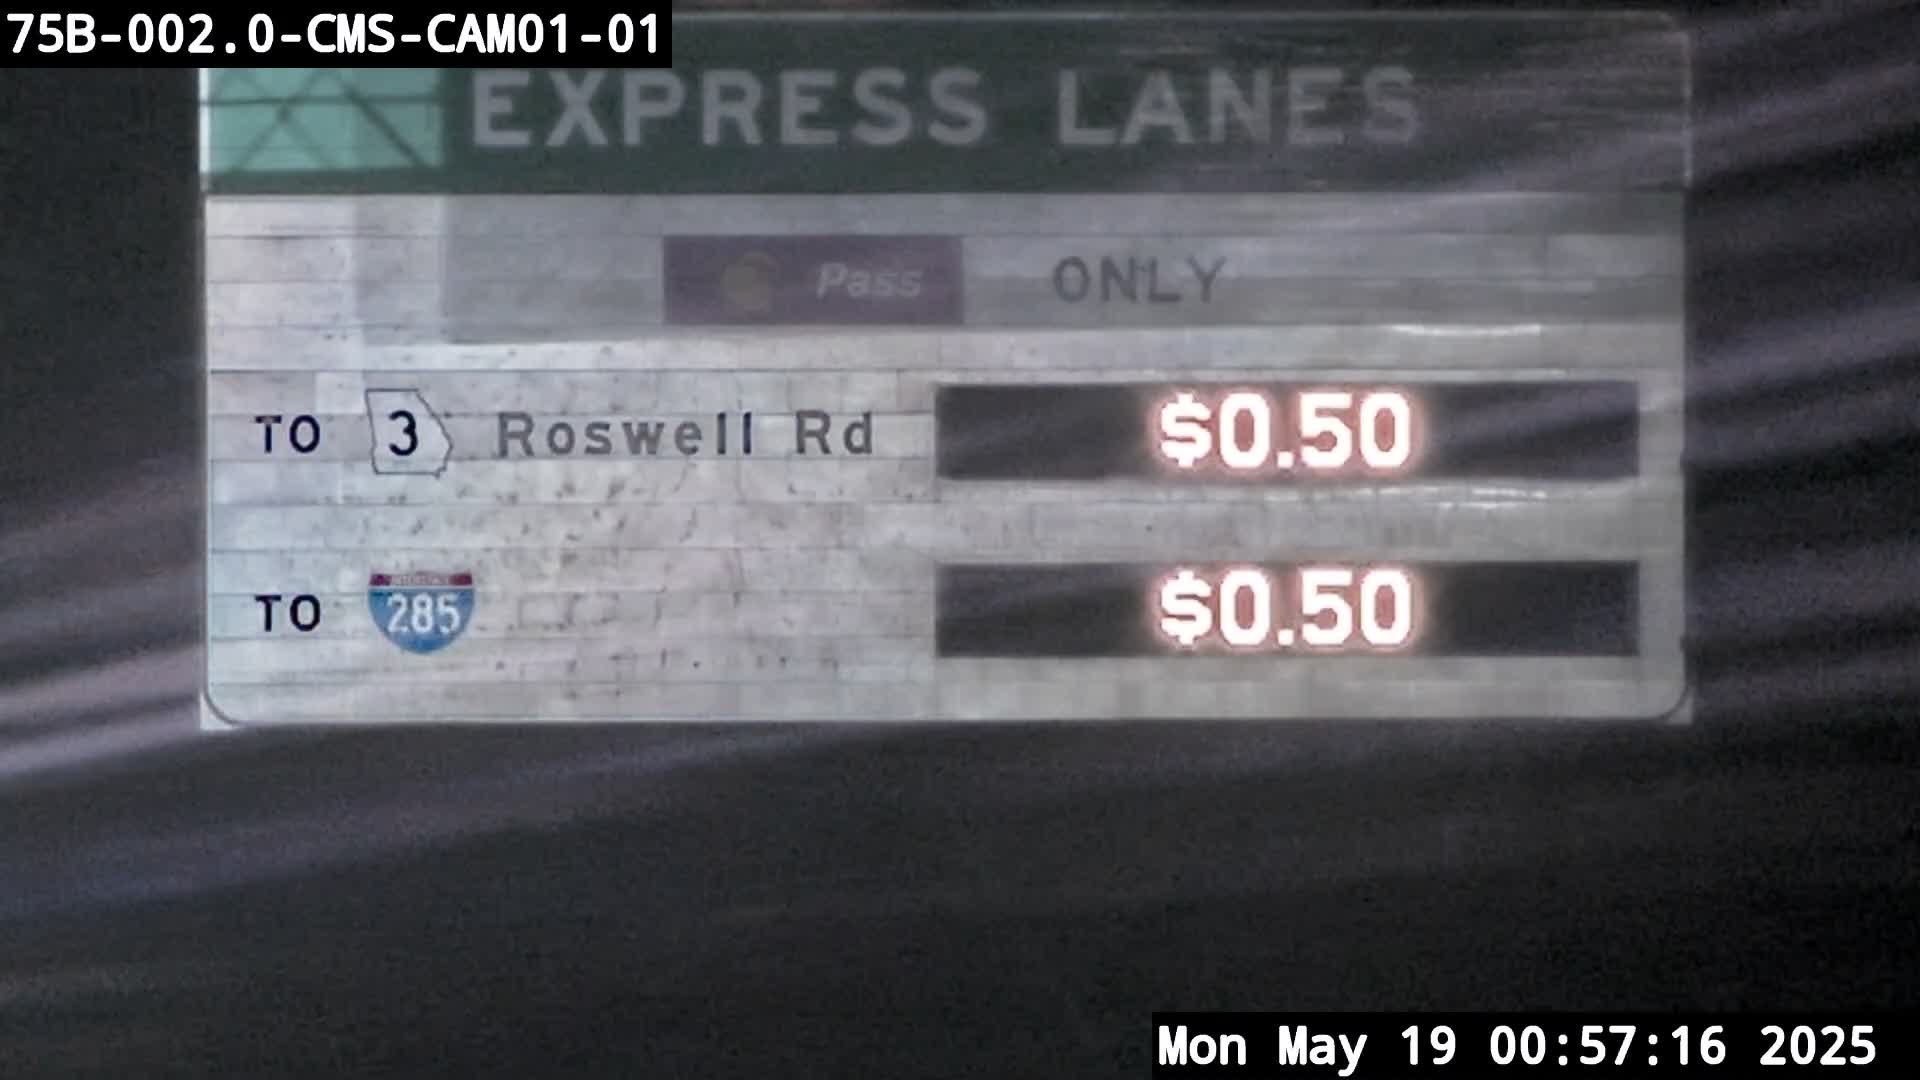 75B-002.0-CMS-CAM01-01
EXPRESS LANES
Pass ONLY
TO 3 Roswell Rd $0.50
TO 285 $0.50
Mon May 19 00:57:16 2025